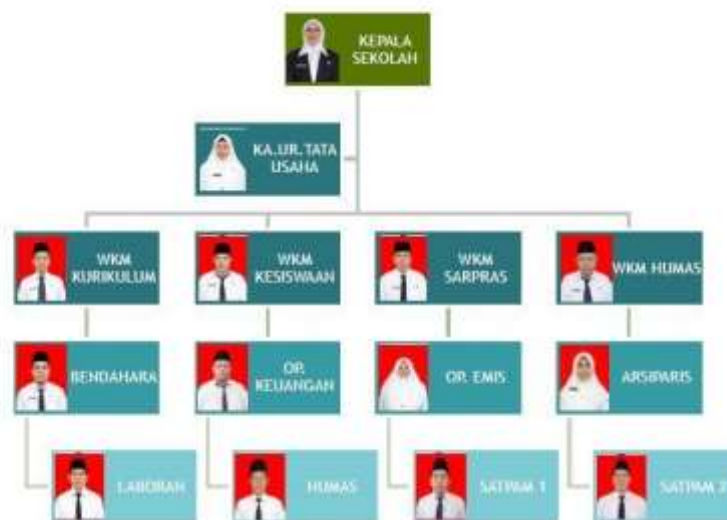 KEPALA
SEKOLAH
KA.UR.TATA
USAHA
WKM
KURIKULUM
WKM
KESISWAAN
WKM
SARPRAS
WKM HUMAS
BENDAHARA
OP.
KEUANGAN
OP. EMIS
ARSIPARIS
LABORAN
HUMAS
SATPAM 1
SATPAM 2